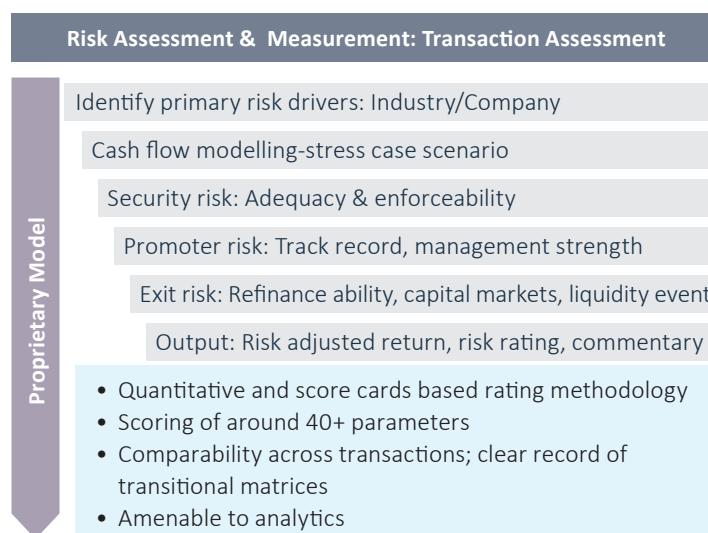 Risk Assessment & Measurement: Transaction Assessment
Proprietary Model
Identify primary risk drivers: Industry/Company
Cash flow modelling-stress case scenario
Security risk: Adequacy & enforceability
Promoter risk: Track record, management strength
Exit risk: Refinance ability, capital markets, liquidity event
Output: Risk adjusted return, risk rating, commentary
• Quantitative and score cards based rating methodology
• Scoring of around 40+ parameters
• Comparability across transactions; clear record of
transitional matrices
• Amenable to analytics